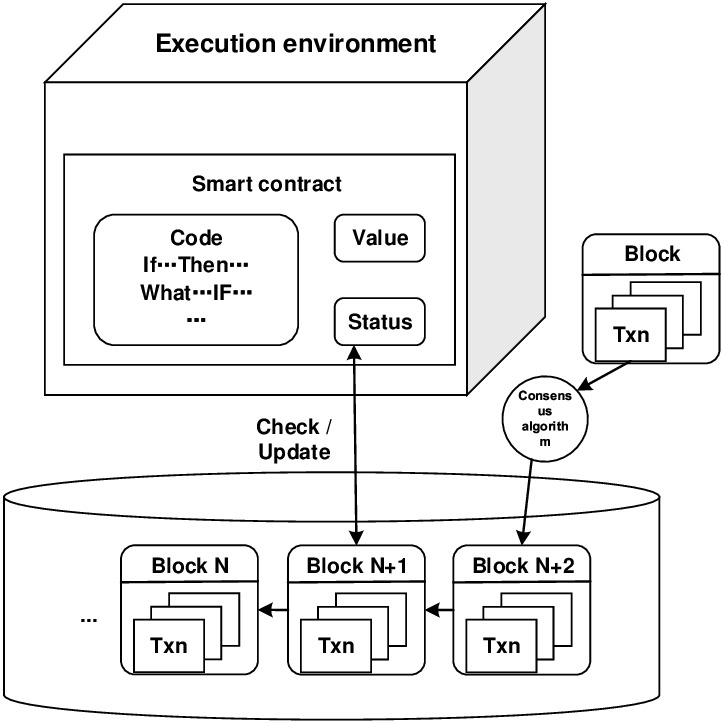 Execution environment
Smart contract
Code
If···Then···
What···IF···
...
Value
Status
Block
Txn
Consens
us
algorith
m
Check /
Update
Block N
Block N+1
Block N+2
...
Txn
Txn
Txn